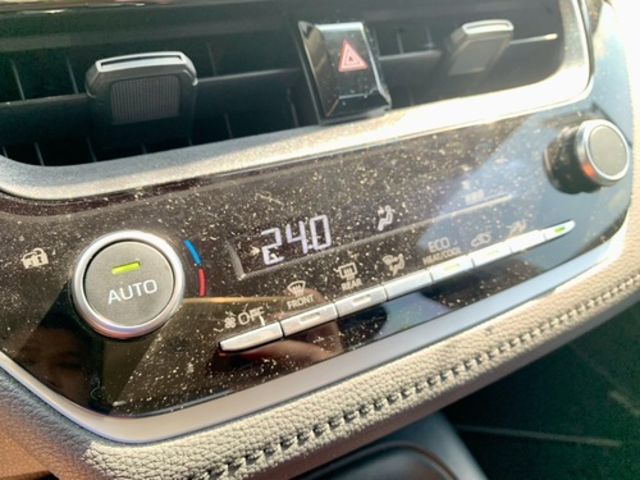 24.0
AUTO
OFF
FRONT
REAR
ECO
HEAT/COOL